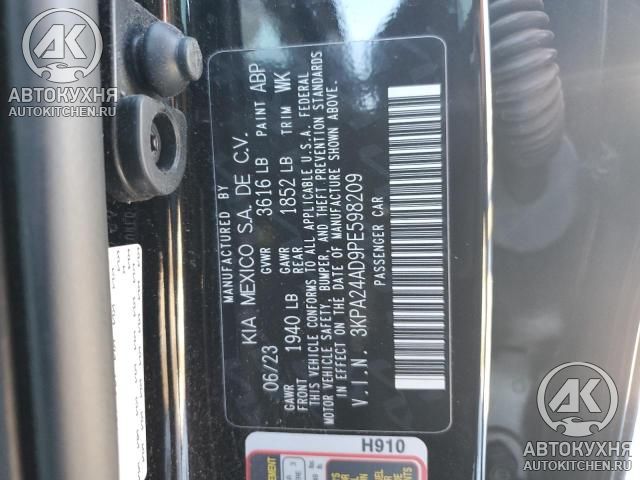 AK
АВТОКУХНЯ
AUTOKITCHEN.RU
MANUFACTURED BY
KIA MEXICO S.A. DE C.V.
06/23 GVWR 3616 LB PAINT ABP
GAWR FRONT 1940 LB GAWR REAR 1852 LB TRIM WK
THIS VEHICLE CONFORMS TO ALL APPLICABLE U.S.A. FEDERAL
MOTOR VEHICLE SAFETY, BUMPER, AND THEFT PREVENTION STANDARDS
IN EFFECT ON THE DATE OF MANUFACTURE SHOWN ABOVE.
V.I.N. 3KPA24AD9PE598209
PASSENGER CAR
H910
AK
АВТОКУХНЯ
AUTOKITCHEN.RU